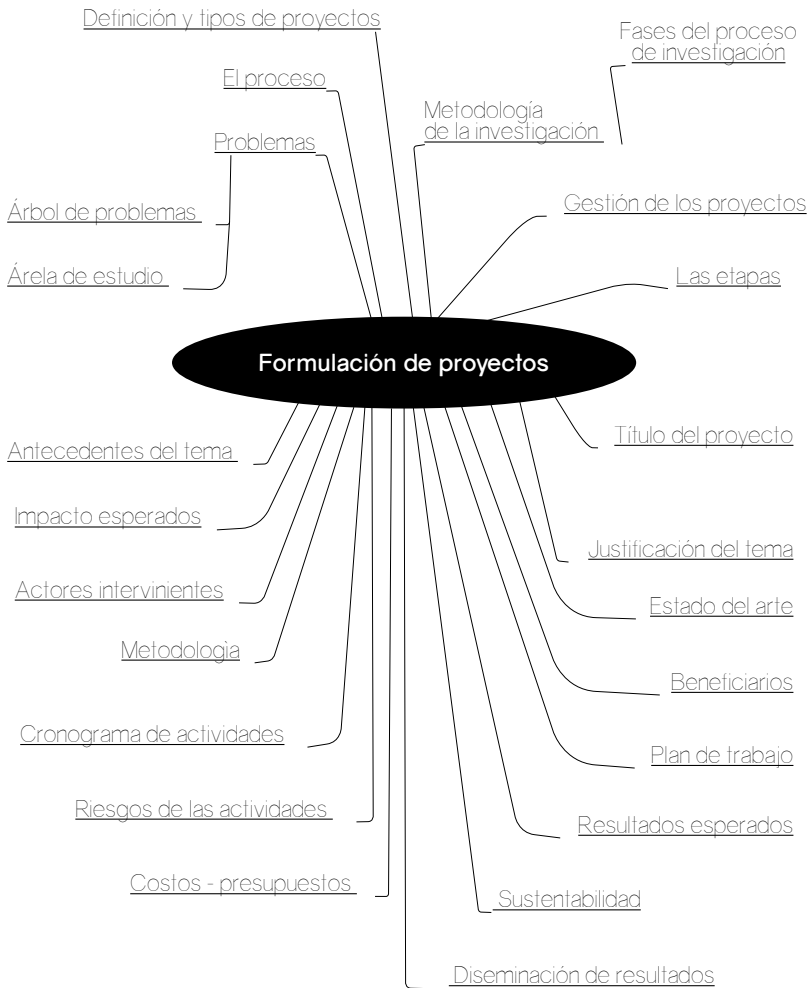 Definición y tipos de proyectos
Fases del proceso
de investigación
El proceso
Metodología
de la investigación
Problemas
Gestión de los proyectos
Árbol de problemas
Árela de estudio
Las etapas
Formulación de proyectos
Título del proyecto
Antecedentes del tema
Impacto esperados
Justificación del tema
Actores intervinientes
Estado del arte
Metodologìa
Beneficiarios
Cronograma de actividades
Plan de trabajo
Riesgos de las actividades
Resultados esperados
Costos - presupuestos
Sustentabilidad
Diseminación de resultados